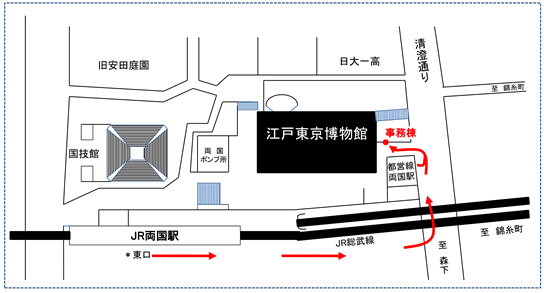 旧安田庭園
日大一高
清澄通り
至 錦糸町
江戸東京博物館
事務棟
国技館
両国
ポンプ所
都営線
両国駅
JR両国駅
JR総武線
至 錦糸町
*東口
至 森下